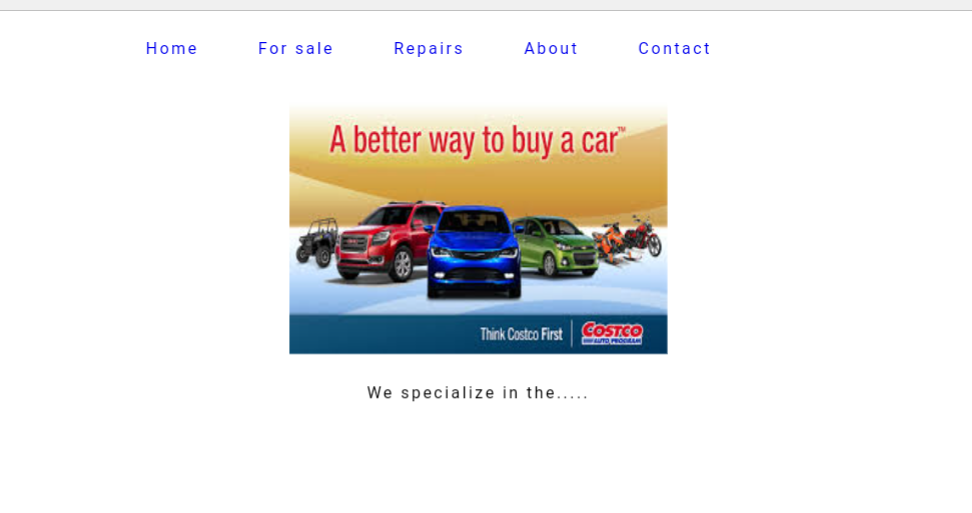 Home For sale Repairs About Contact
A better way to buy a car™
Think Costco First
COSTCO
AUTO PROGRAM
We specialize in the.....